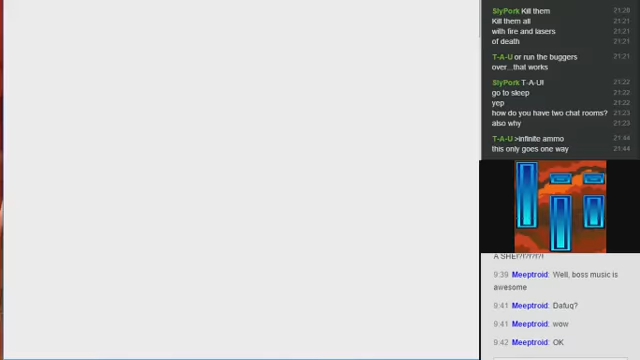 SlyPork Kill them 21:28
Kill them all 21:21
with fire and lasers 21:21
of death 21:21
T-A-U or run the buggers 21:21
over...that works
SlyPork T-A-U! 21:22
go to sleep 21:22
yep 21:22
how do you have two chat rooms? 21:23
also why 21:23
T-A-U >infinite ammo 21:44
this only goes one way 21:44
9:39 Meeptroid: Well, boss music is
awesome
9:41 Meeptroid: Dafuq?
9:41 Meeptroid: wow
9:42 Meeptroid: OK